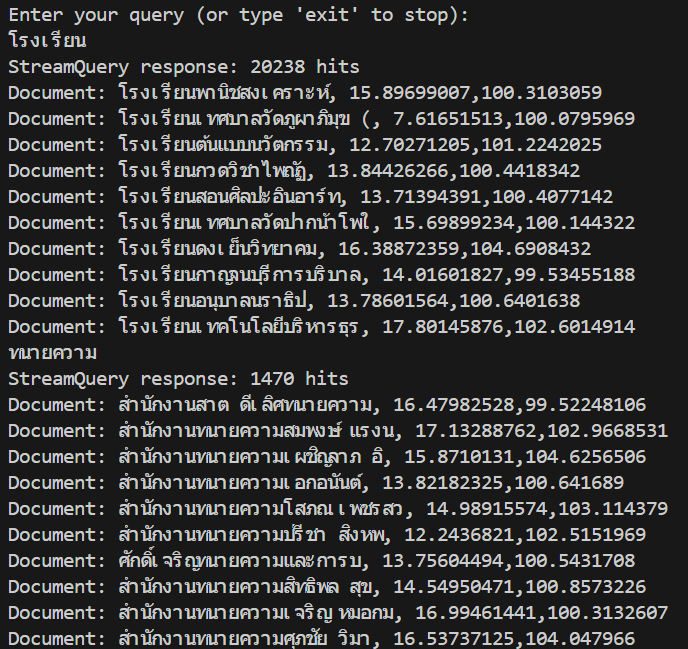 Enter your query (or type 'exit' to stop):
โรงเรียน
StreamQuery response: 20238 hits
Document: โรงเรียนพานิชสงเคราะห์, 15.89699007,100.3103059
Document: โรงเรียนเทศบาลวัดภูผาภิมุข (, 7.61651513,100.0795969
Document: โรงเรียนต้นแบบนวัตกรรม, 12.70271205,101.2242025
Document: โรงเรียนกวดวิชาไพณัฏ, 13.84426266,100.4418342
Document: โรงเรียนสอนศิลปะอินอาร์ท, 13.71394391,100.4077142
Document: โรงเรียนเทศบาลวัดปากน้ำโพใ, 15.69899234,100.144322
Document: โรงเรียนดงเย็นวิทยาคม, 16.38872359,104.6908432
Document: โรงเรียนกาญจนบุรีการบริบาล, 14.01601827,99.53455188
Document: โรงเรียนอนุบาลนราธิป, 13.78601564,100.6401638
Document: โรงเรียนเทคโนโลยีบริหารธุร, 17.80145876,102.6014914
ทนายความ
StreamQuery response: 1470 hits
Document: สำนักงานสาต ดีเลิศทนายความ, 16.47982528,99.52248106
Document: สำนักงานทนายความสมพงษ์ แรงน, 17.13288762,102.9668531
Document: สำนักงานทนายความเผชิญลาภ อิ, 15.8710131,104.6256506
Document: สำนักงานทนายความเอกอนันต์, 13.82182325,100.641689
Document: สำนักงานทนายความโสภณ เพชรสว, 14.98915574,103.114379
Document: สำนักงานทนายความปรีชา สิงหพ, 12.2436821,102.5151969
Document: ศักดิ์เจริญทนายความและการบ, 13.75604494,100.5431708
Document: สำนักงานทนายความสิทธิพล สุข, 14.54950471,100.8573226
Document: สำนักงานทนายความเจริญ หมอกม, 16.99461441,100.3132607
Document: สำนักงานทนายความศุภชัย วิมา, 16.53737125,104.047966